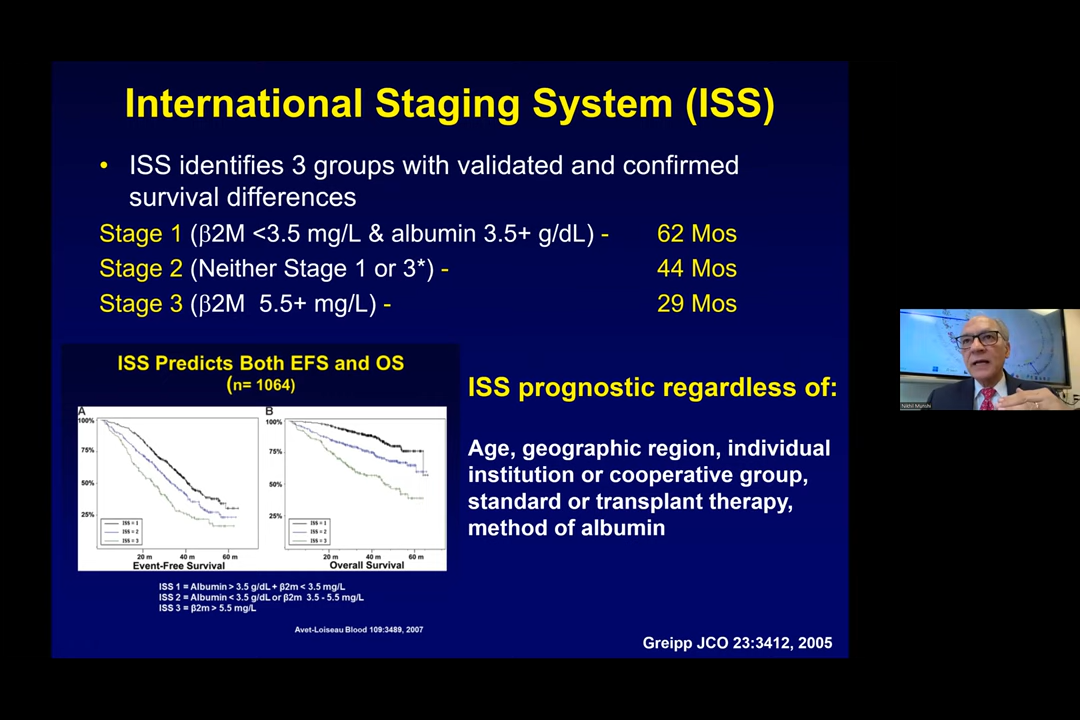 International Staging System (ISS)
• ISS identifies 3 groups with validated and confirmed
survival differences
Stage 1 (β2M <3.5 mg/L & albumin 3.5+ g/dL) - 62 Mos
Stage 2 (Neither Stage 1 or 3*) - 44 Mos
Stage 3 (β2M 5.5+ mg/L) - 29 Mos
ISS Predicts Both EFS and OS
(n= 1064)
A
100%
75%
50%
25%
ISS = 1
ISS = 2
ISS = 3
20 m 40 m 60 m
Event-Free Survival
B
100%
75%
50%
25%
ISS = 1
ISS = 2
ISS = 3
20 m 40 m 60 m
Overall Survival
ISS 1 = Albumin > 3.5 g/dL + β2m < 3.5 mg/L
ISS 2 = Albumin < 3.5 g/dL or β2m 3.5 - 5.5 mg/L
ISS 3 = β2m > 5.5 mg/L
Avet-Loiseau Blood 109:3489, 2007
ISS prognostic regardless of:
Age, geographic region, individual
institution or cooperative group,
standard or transplant therapy,
method of albumin
Greipp JCO 23:3412, 2005